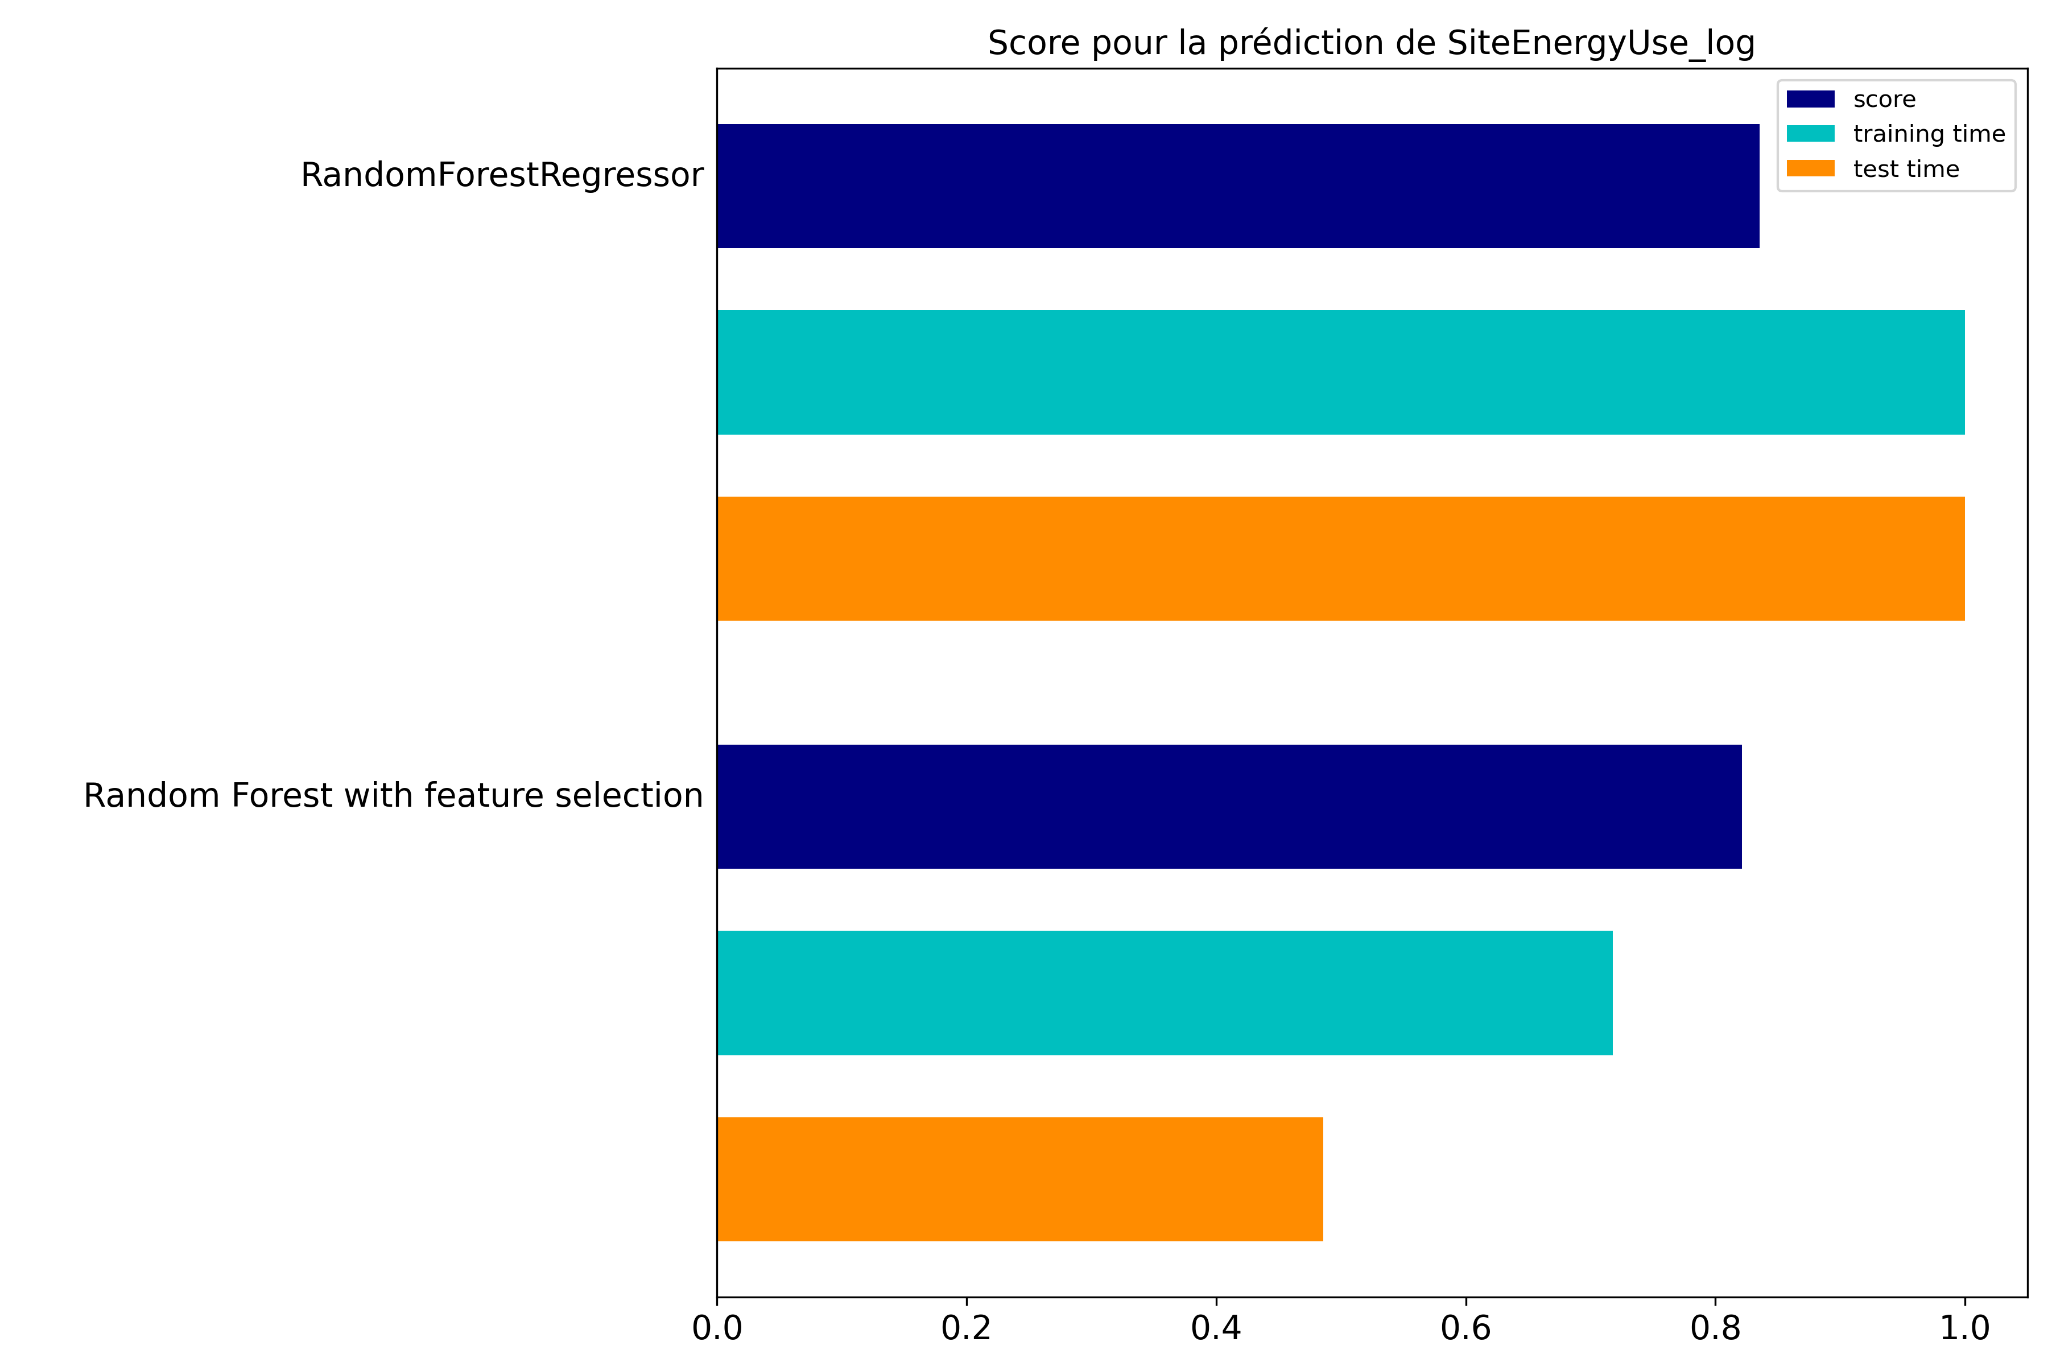 Score pour la prédiction de SiteEnergyUse_log
score
training time
test time
RandomForestRegressor
Random Forest with feature selection
0.0 0.2 0.4 0.6 0.8 1.0